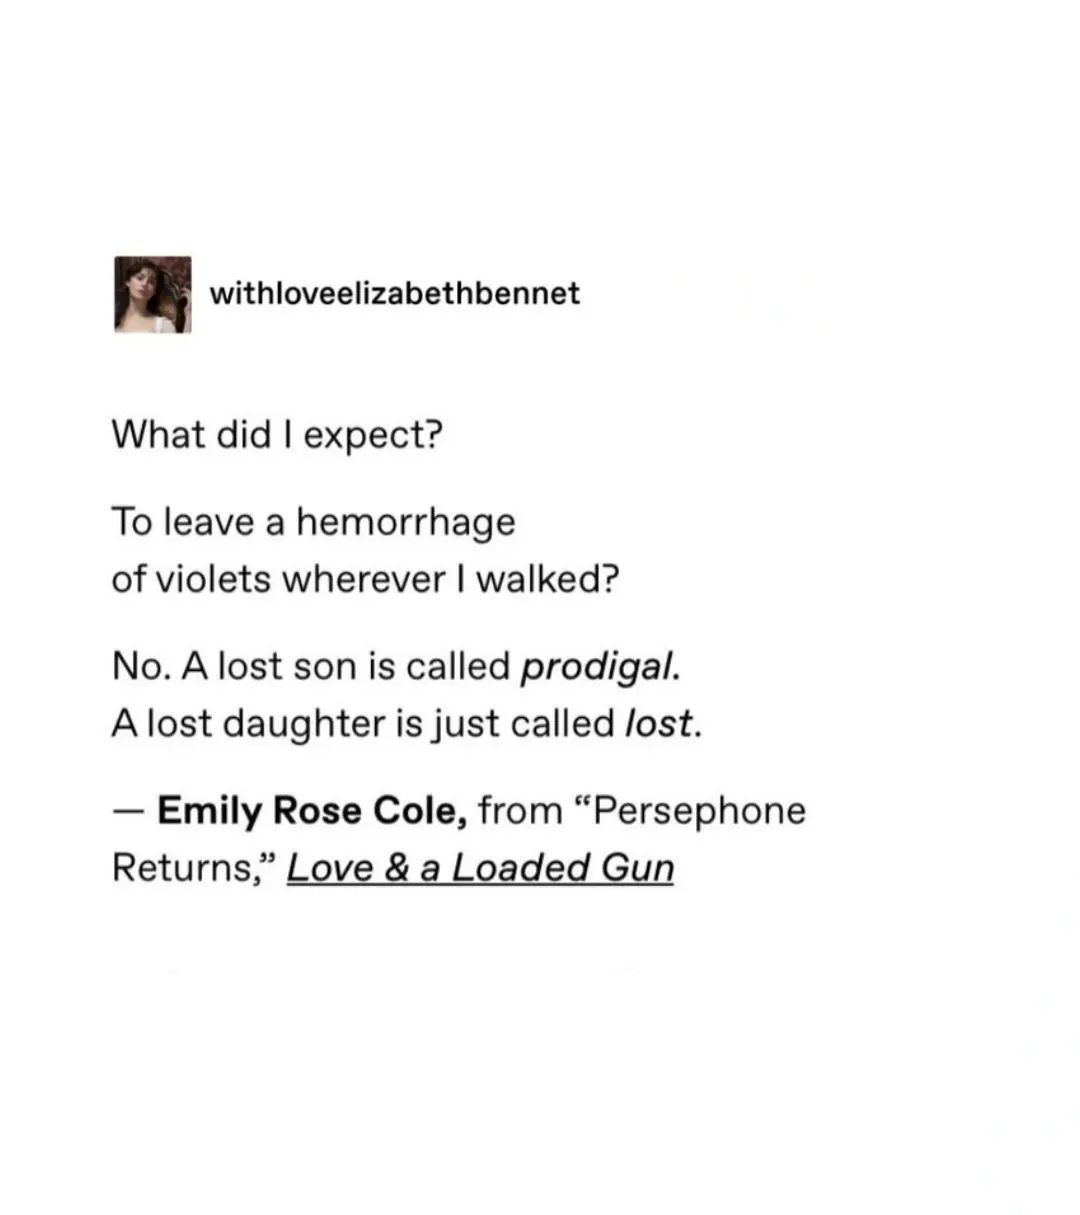 withloveelizabethbennet
What did I expect?
To leave a hemorrhage
of violets wherever I walked?
No. A lost son is called prodigal.
A lost daughter is just called lost.
— Emily Rose Cole, from “Persephone
Returns,” Love & a Loaded Gun